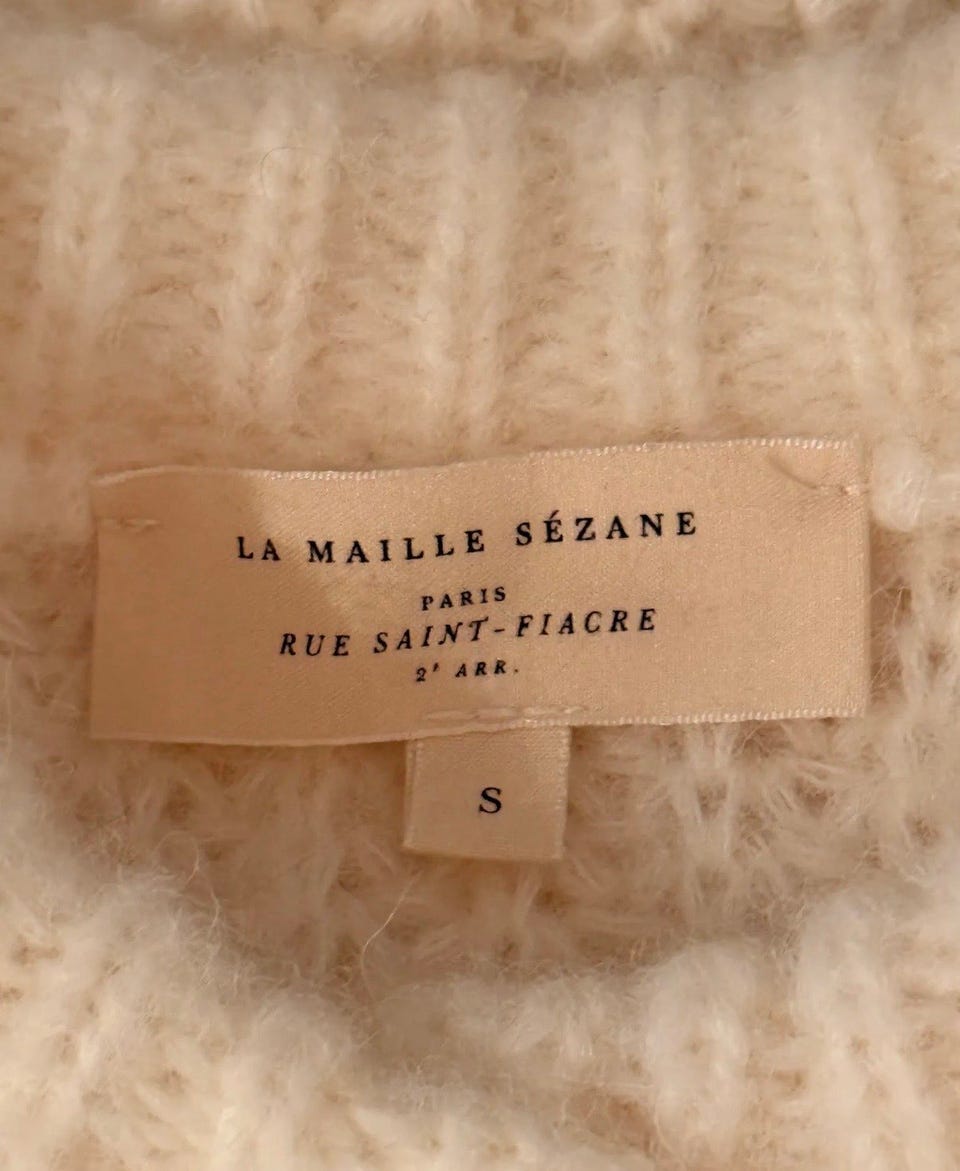 LA MAILLE SÉZANE
PARIS
RUE SAINT-FIACRE
2ᵉ ARR.
S